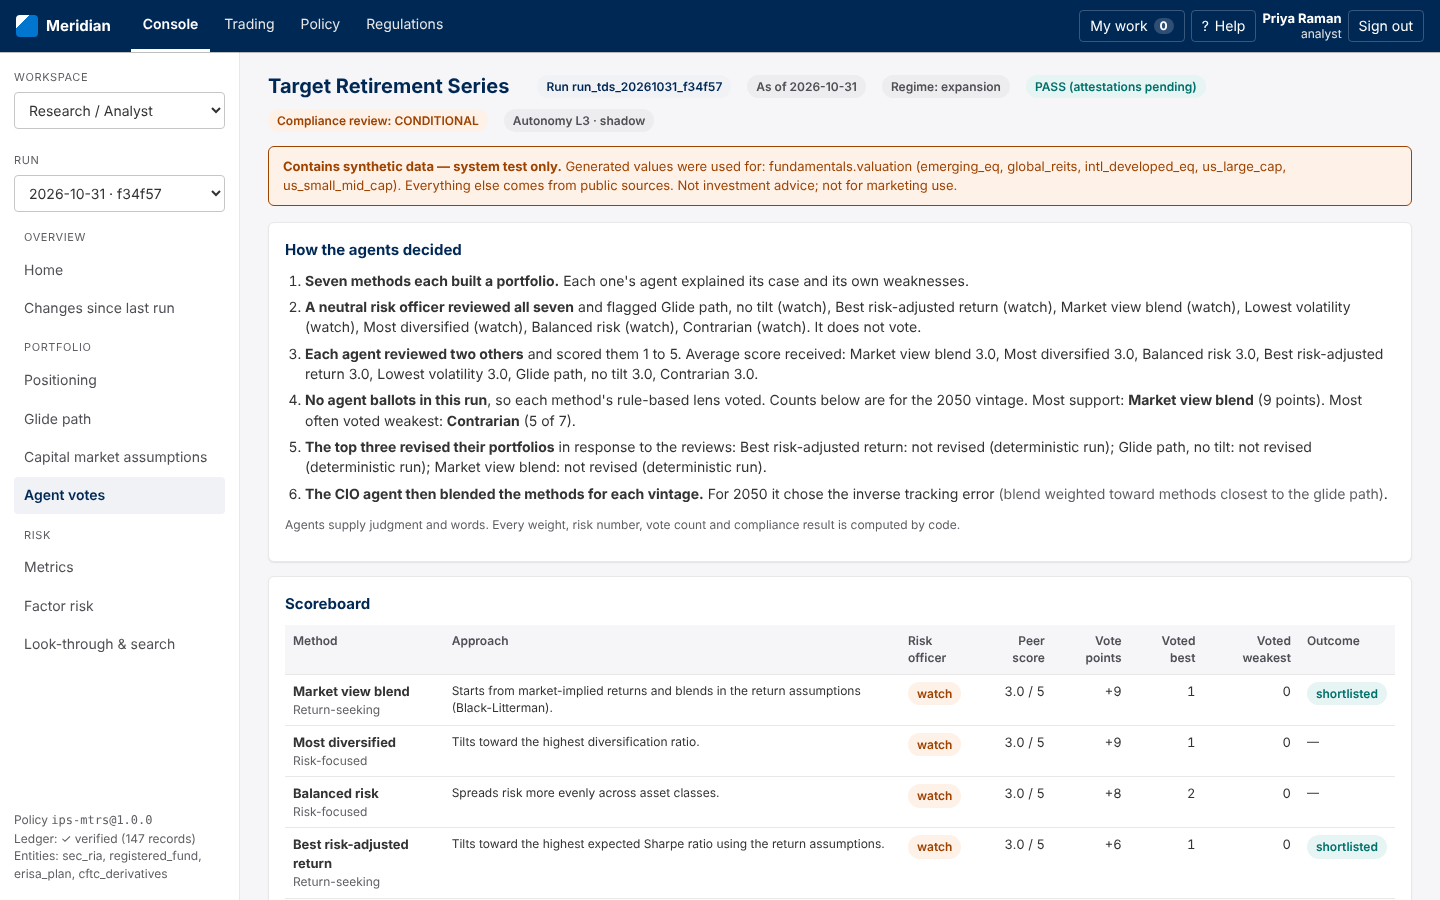 Meridian
Console
Trading
Policy
Regulations
My work 0
? Help
Priya Raman
analyst
Sign out
WORKSPACE
Research / Analyst
RUN
2026-10-31 · f34f57
OVERVIEW
Home
Changes since last run
PORTFOLIO
Positioning
Glide path
Capital market assumptions
Agent votes
RISK
Metrics
Factor risk
Look-through & search
Policy ips-mtrs@1.0.0
Ledger: ✓ verified (147 records)
Entities: sec_ria, registered_fund,
erisa_plan, cftc_derivatives
Target Retirement Series
Run run_tds_20261031_f34f57
As of 2026-10-31
Regime: expansion
PASS (attestations pending)
Compliance review: CONDITIONAL
Autonomy L3 · shadow
Contains synthetic data — system test only. Generated values were used for: fundamentals.valuation (emerging_eq, global_reits, intl_developed_eq, us_large_cap,
us_small_mid_cap). Everything else comes from public sources. Not investment advice; not for marketing use.
How the agents decided
1. Seven methods each built a portfolio. Each one's agent explained its case and its own weaknesses.
2. A neutral risk officer reviewed all seven and flagged Glide path, no tilt (watch), Best risk-adjusted return (watch), Market view blend (watch), Lowest volatility
(watch), Most diversified (watch), Balanced risk (watch), Contrarian (watch). It does not vote.
3. Each agent reviewed two others and scored them 1 to 5. Average score received: Market view blend 3.0, Most diversified 3.0, Balanced risk 3.0, Best risk-adjusted
return 3.0, Lowest volatility 3.0, Glide path, no tilt 3.0, Contrarian 3.0.
4. No agent ballots in this run, so each method's rule-based lens voted. Counts below are for the 2050 vintage. Most support: Market view blend (9 points). Most
often voted weakest: Contrarian (5 of 7).
5. The top three revised their portfolios in response to the reviews: Best risk-adjusted return: not revised (deterministic run); Glide path, no tilt: not revised
(deterministic run); Market view blend: not revised (deterministic run).
6. The CIO agent then blended the methods for each vintage. For 2050 it chose the inverse tracking error (blend weighted toward methods closest to the glide path).
Agents supply judgment and words. Every weight, risk number, vote count and compliance result is computed by code.
Scoreboard
Method Approach Risk officer Peer score Vote points Voted best Voted weakest Outcome
Market view blend Starts from market-implied returns and blends in the return assumptions watch 3.0 / 5 +9 1 0 shortlisted
Return-seeking (Black-Litterman).
Most diversified Tilts toward the highest diversification ratio. watch 3.0 / 5 +9 1 0 —
Risk-focused
Balanced risk Spreads risk more evenly across asset classes. watch 3.0 / 5 +8 2 0 —
Risk-focused
Best risk-adjusted Tilts toward the highest expected Sharpe ratio using the return assumptions. watch 3.0 / 5 +6 1 0 shortlisted
return
Return-seeking